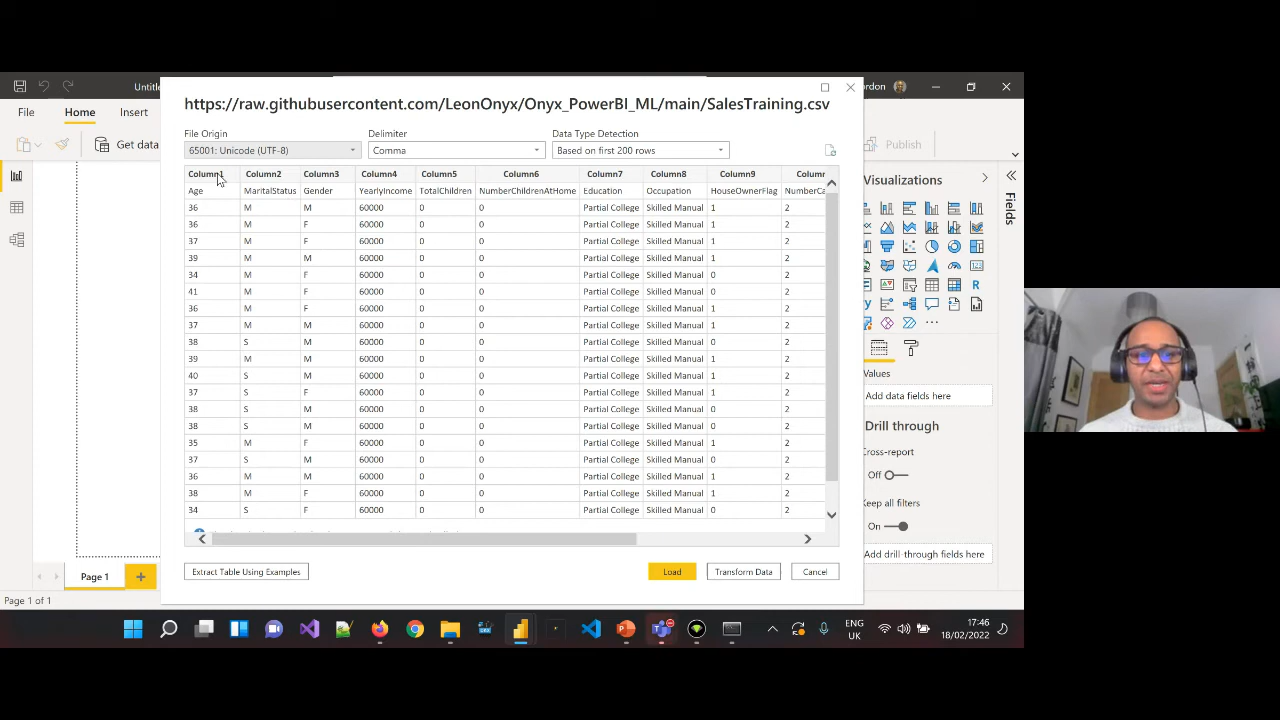 Untitle
rdon
https://raw.githubusercontent.com/LeonOnyx/Onyx_PowerBI_ML/main/SalesTraining.csv
File Home Insert
File Origin Delimiter Data Type Detection
65001: Unicode (UTF-8) Comma Based on first 200 rows
Get data
Publish
Column1 Column2 Column3 Column4 Column5 Column6 Column7 Column8 Column9 Column
Age MaritalStatus Gender YearlyIncome TotalChildren NumberChildrenAtHome Education Occupation HouseOwnerFlag NumberCa
36 M M 60000 0 0 Partial College Skilled Manual 1 2
36 M F 60000 0 0 Partial College Skilled Manual 1 2
37 M M 60000 0 0 Partial College Skilled Manual 1 2
39 M M 60000 0 0 Partial College Skilled Manual 1 2
34 M F 60000 0 0 Partial College Skilled Manual 0 2
41 M F 60000 0 0 Partial College Skilled Manual 0 2
36 M F 60000 0 0 Partial College Skilled Manual 1 2
37 M M 60000 0 0 Partial College Skilled Manual 1 2
38 S M 60000 0 0 Partial College Skilled Manual 0 2
39 M M 60000 0 0 Partial College Skilled Manual 1 2
40 S M 60000 0 0 Partial College Skilled Manual 1 2
37 S F 60000 0 0 Partial College Skilled Manual 1 2
38 S M 60000 0 0 Partial College Skilled Manual 0 2
38 S M 60000 0 0 Partial College Skilled Manual 0 2
35 M F 60000 0 0 Partial College Skilled Manual 1 2
37 S M 60000 0 0 Partial College Skilled Manual 0 2
36 M M 60000 0 0 Partial College Skilled Manual 1 2
38 M F 60000 0 0 Partial College Skilled Manual 1 2
34 S F 60000 0 0 Partial College Skilled Manual 0 2
Extract Table Using Examples Load Transform Data Cancel
Visualizations
Fields
Values
Add data fields here
Drill through
Cross-report
Off
Keep all filters
On
Add drill-through fields here
Page 1
Page 1 of 1
ENG
UK
17:46
18/02/2022